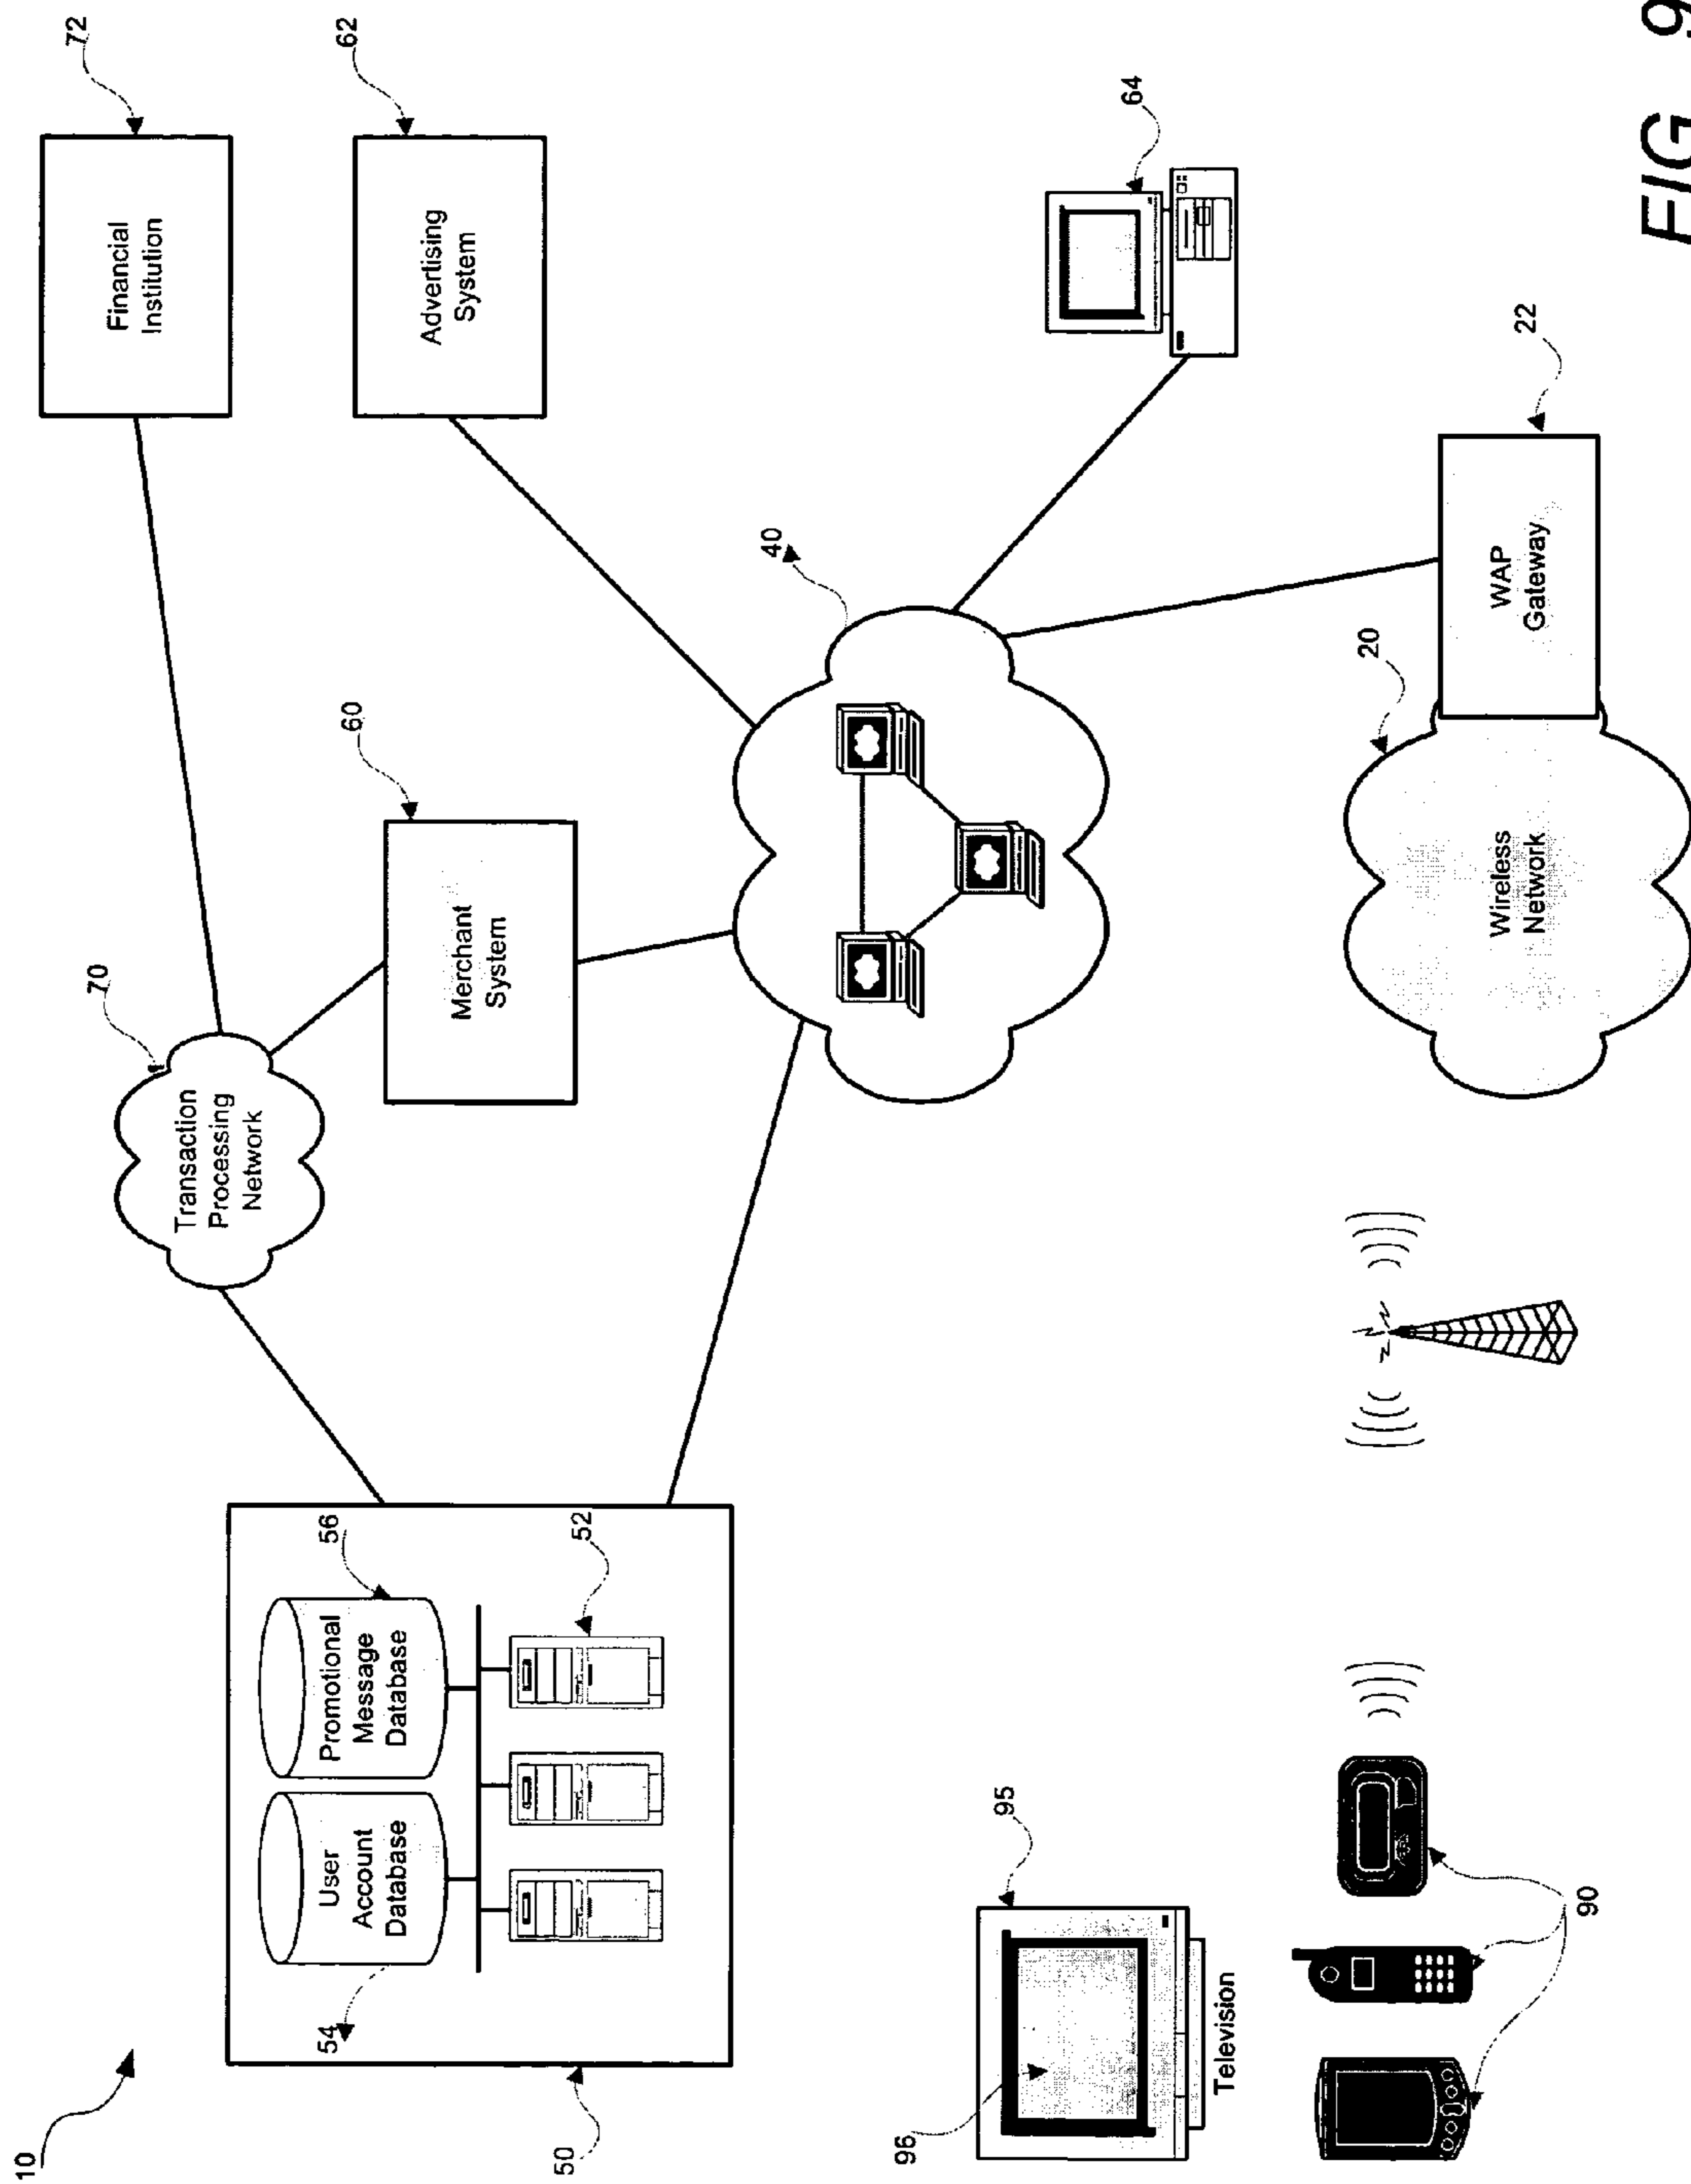 10
50
54
User
Account
Database
56
Promotional
Message
Database
52
70
Transaction
Processing
Network
60
Merchant
System
72
Financial
Institution
62
Advertising
System
40
64
22
WAP
Gateway
20
Wireless
Network
95
96
Television
90
FIG. 9